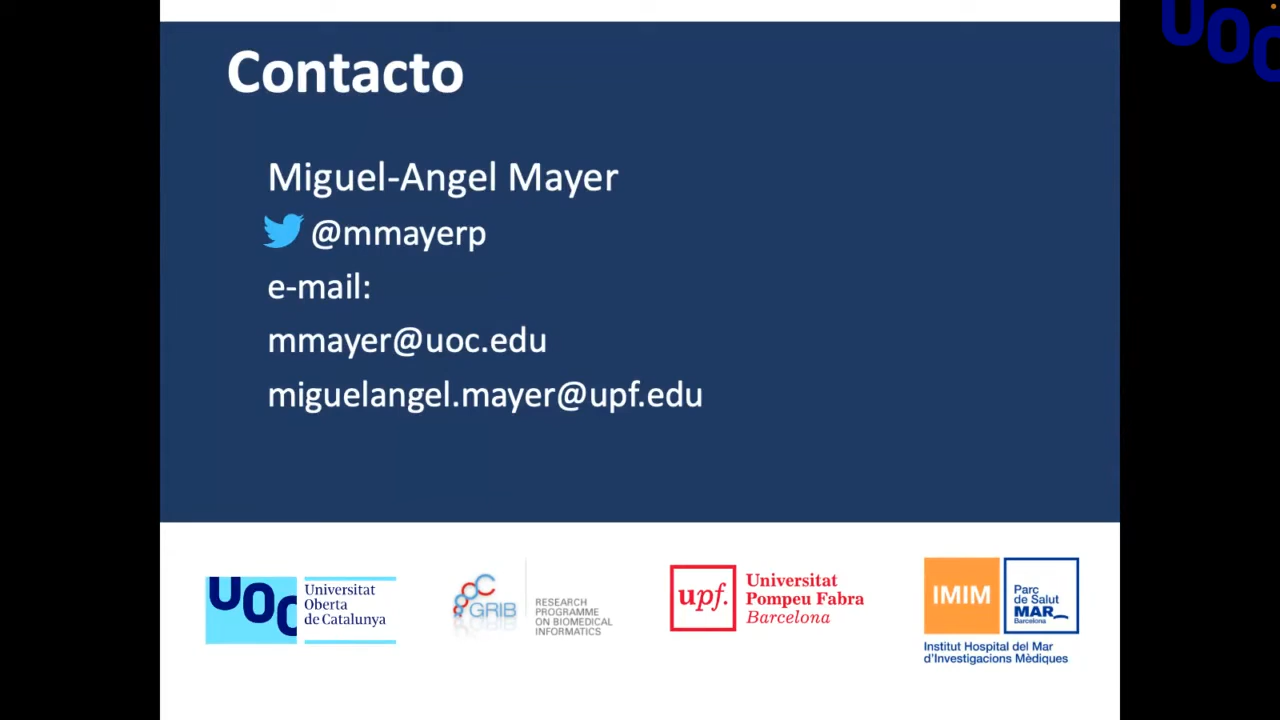 UOC
Contacto
Miguel-Angel Mayer
@mmayerp
e-mail:
mmayer@uoc.edu
miguelangel.mayer@upf.edu
UOC
Universitat
Oberta
de Catalunya
GRIB
RESEARCH
PROGRAMME
ON BIOMEDICAL
INFORMATICS
upf.
Universitat
Pompeu Fabra
Barcelona
IMIM
Parc
de Salut
MAR
Barcelona
Institut Hospital del Mar
d'Investigacions Mèdiques